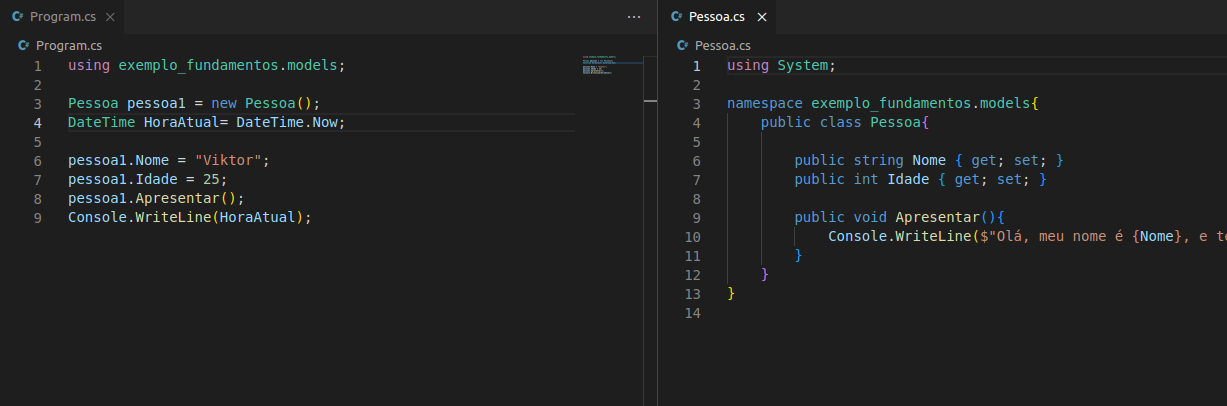 Program.cs
Program.cs
1 using exemplo_fundamentos.models;
2
3 Pessoa pessoa1 = new Pessoa();
4 DateTime HoraAtual= DateTime.Now;
5
6 pessoa1.Nome = "Viktor";
7 pessoa1.Idade = 25;
8 pessoa1.Apresentar();
9 Console.WriteLine(HoraAtual);
Pessoa.cs
Pessoa.cs
1 using System;
2
3 namespace exemplo_fundamentos.models{
4 public class Pessoa{
5
6 public string Nome { get; set; }
7 public int Idade { get; set; }
8
9 public void Apresentar(){
10 Console.WriteLine($"Olá, meu nome é {Nome}, e te
11 }
12 }
13 }
14